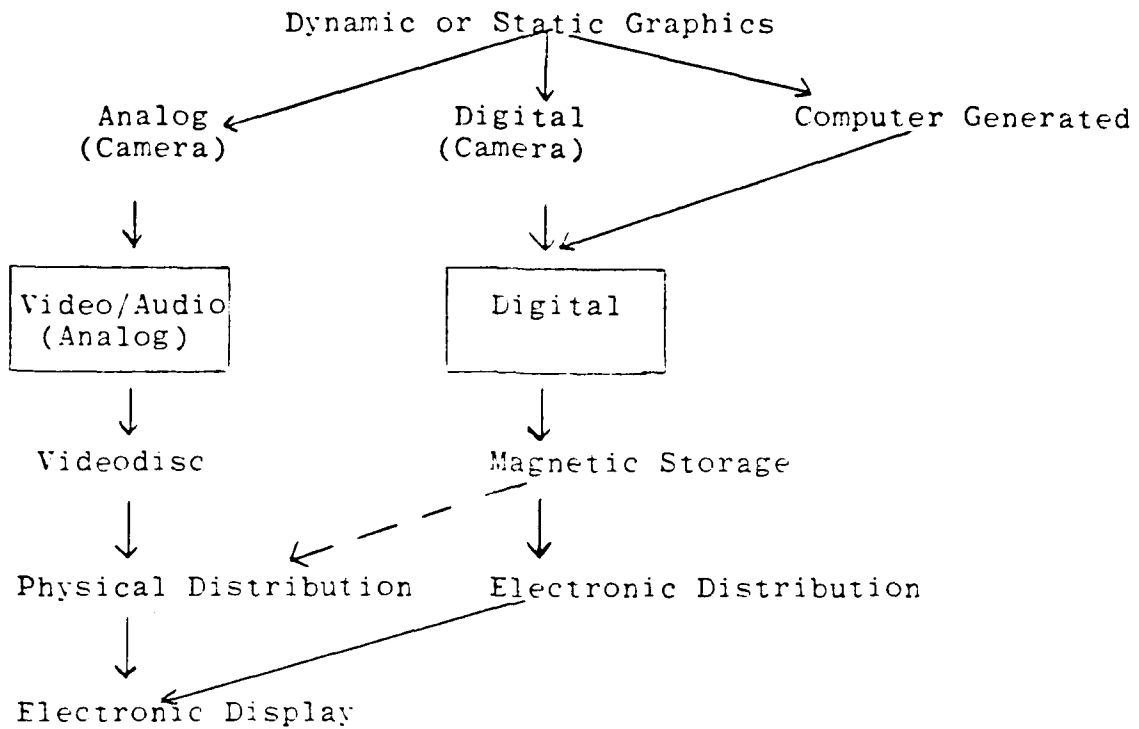 Dynamic or Static Graphics
Analog
(Camera)
Digital
(Camera)
Computer Generated
Video/Audio
(Analog)
Digital
Videodisc
Magnetic Storage
Physical Distribution
Electronic Distribution
Electronic Display